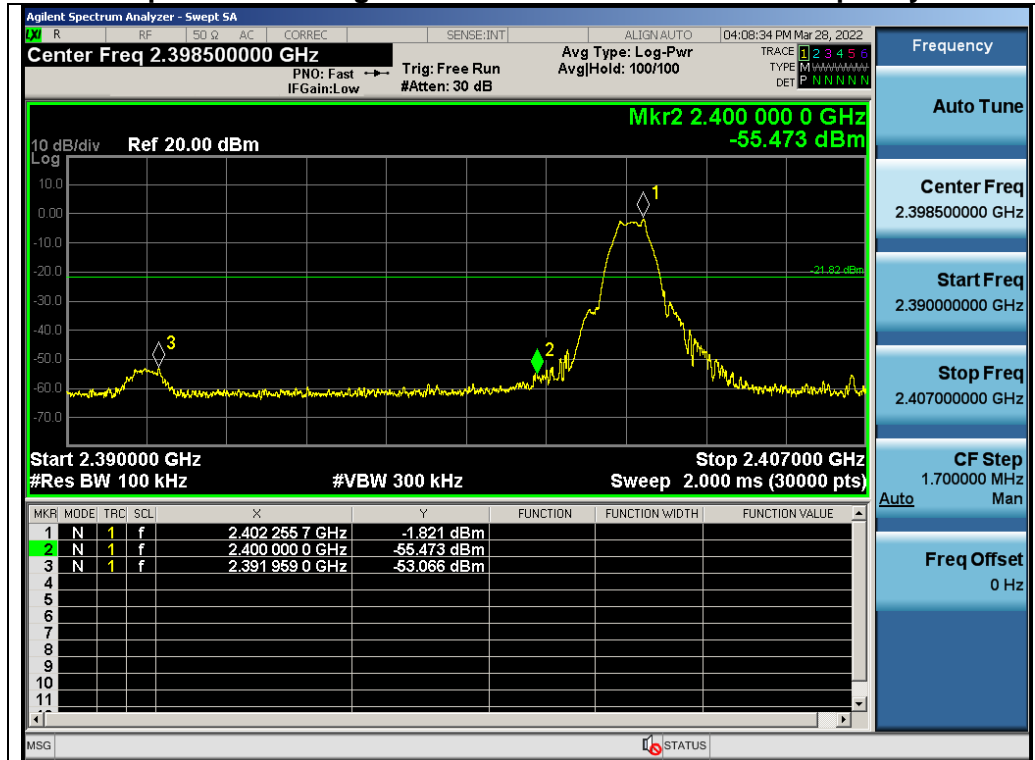 Agilent Spectrum Analyzer - Swept SA
LXI R RF 50 Ω AC CORREC SENSE:INT ALIGN AUTO 04:08:34 PM Mar 28, 2022
Center Freq 2.398500000 GHz
PNO: Fast
IFGain:Low
Trig: Free Run
#Atten: 30 dB
Avg Type: Log-Pwr
Avg|Hold: 100/100
TRACE 1 2 3 4 5 6
TYPE M WWWWW
DET P N N N N N
Mkr2 2.400 000 0 GHz
-55.473 dBm
10 dB/div Ref 20.00 dBm
Log
10.0
0.00
-10.0
-20.0
-30.0
-40.0
-50.0
-60.0
-70.0
1
-21.82 dBm
2
3
Start 2.390000 GHz Stop 2.407000 GHz
#Res BW 100 kHz #VBW 300 kHz Sweep 2.000 ms (30000 pts)
MKR MODE TRC SCL X Y FUNCTION FUNCTION WIDTH FUNCTION VALUE
1 N 1 f 2.402 255 7 GHz -1.821 dBm
2 N 1 f 2.400 000 0 GHz -55.473 dBm
3 N 1 f 2.391 959 0 GHz -53.066 dBm
4
5
6
7
8
9
10
11
MSG STATUS
Frequency
Auto Tune
Center Freq
2.398500000 GHz
Start Freq
2.390000000 GHz
Stop Freq
2.407000000 GHz
CF Step
1.700000 MHz
Auto Man
Freq Offset
0 Hz